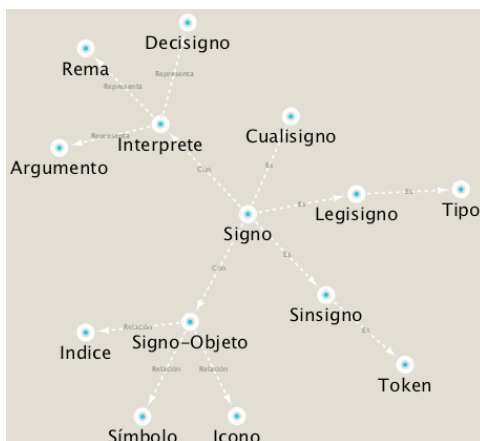 Decisigno
Rema
Representa
Representa
Representa
Interprete
Argumento
Cualisigno
Es
Con
Es
Legisigno
Es
Tipo
Signo
Es
Con
Sinsigno
Es
Relación
Indice
Signo-Objeto
Relación
Relación
Token
Símbolo
Icono